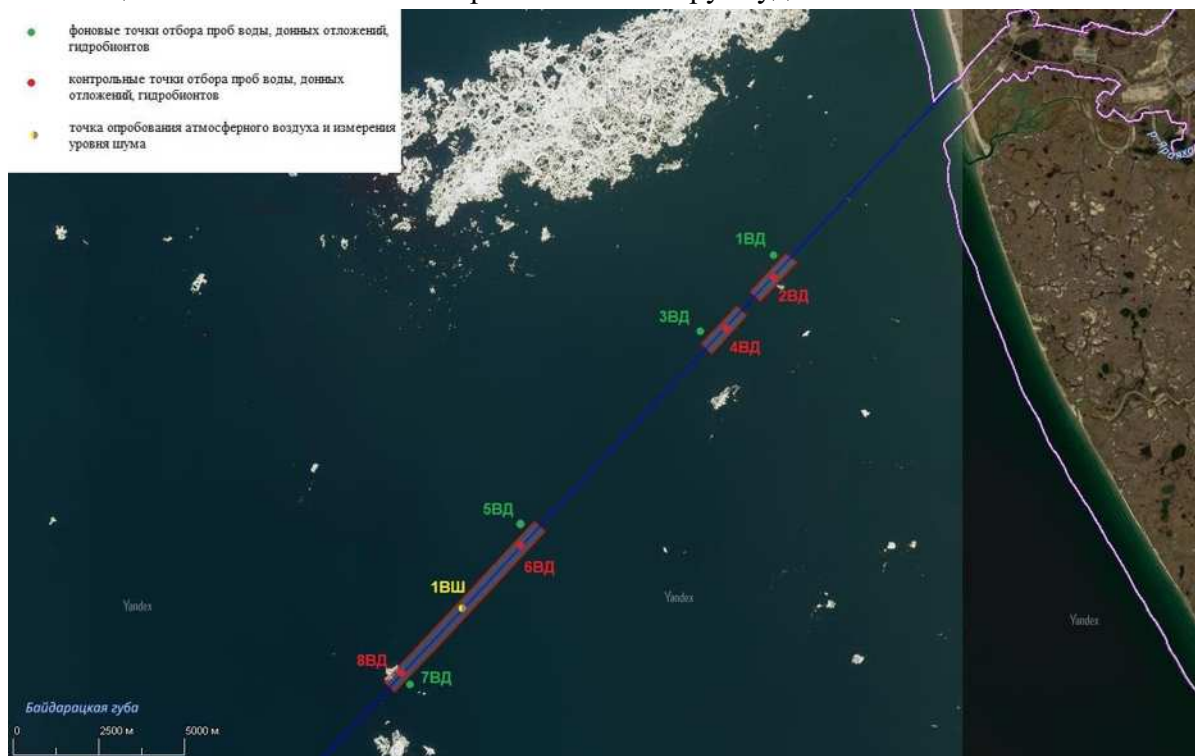 фоновые точки отбора проб воды, донных отложений,
гидробионтов
контрольные точки отбора проб воды, донных
отложений, гидробионтов
точка опробования атмосферного воздуха и измерения
уровня шума
1ВД
2ВД
3ВД
4ВД
5ВД
6ВД
1ВШ
8ВД
7ВД
Yandex
Yandex
Yandex
Байдарацкая губа
0 2500 м 5000 м